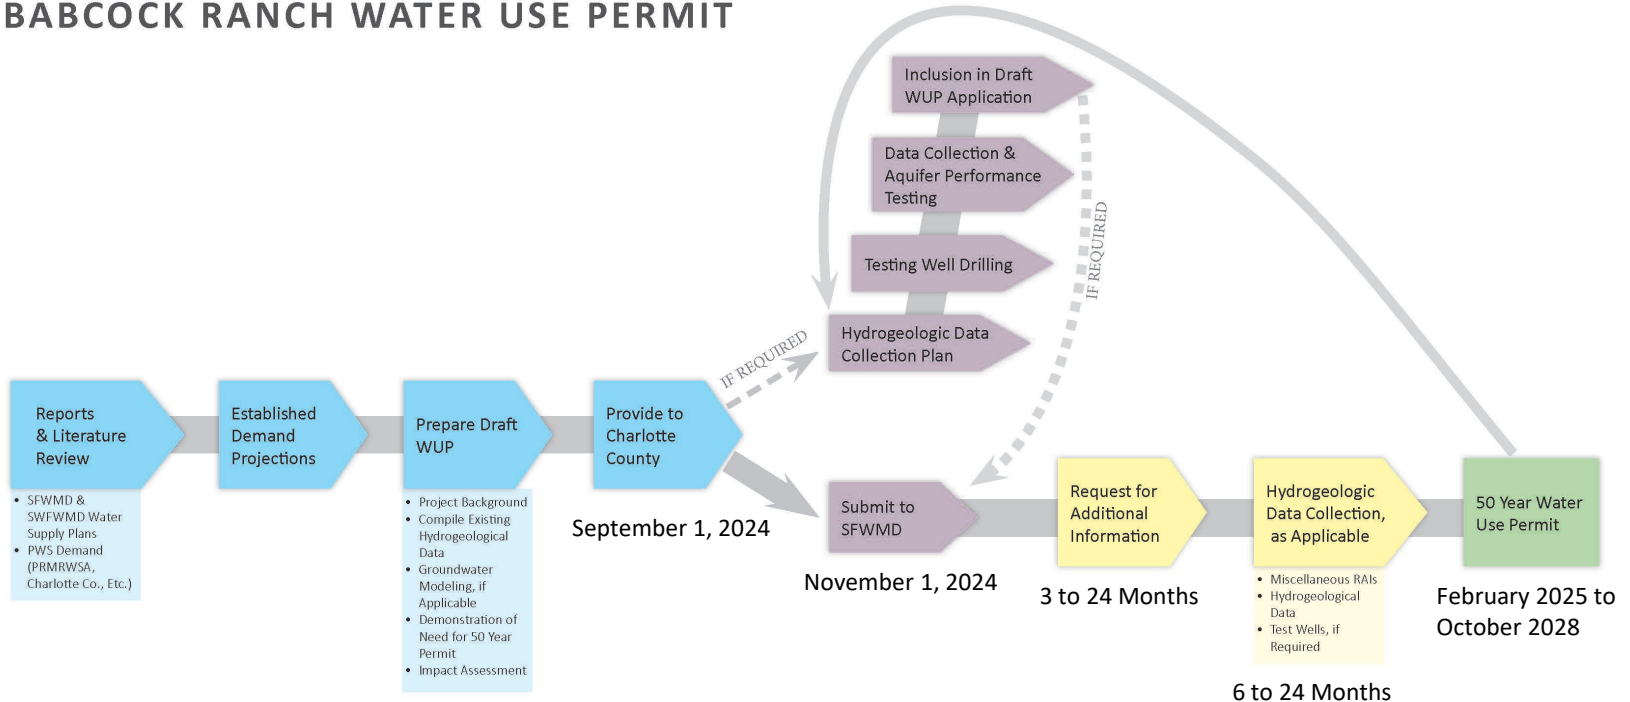 BABCOCK RANCH WATER USE PERMIT
Inclusion in Draft
WUP Application
Data Collection &
Aquifer Performance
Testing
Testing Well Drilling
Hydrogeologic Data
Collection Plan
IF REQUIRED
IF REQUIRED
Reports
& Literature
Review
• SFWMD &
SWFWMD Water
Supply Plans
• PWS Demand
(PRMRWSA,
Charlotte Co., Etc.)
Established
Demand
Projections
Prepare Draft
WUP
• Project Background
• Compile Existing
Hydrogeological
Data
• Groundwater
Modeling, if
Applicable
• Demonstration of
Need for 50 Year
Permit
• Impact Assessment
Provide to
Charlotte
County
September 1, 2024
Submit to
SFWMD
November 1, 2024
Request for
Additional
Information
3 to 24 Months
Hydrogeologic
Data Collection,
as Applicable
• Miscellaneous RAIs
• Hydrogeological
Data
• Test Wells, if
Required
6 to 24 Months
50 Year Water
Use Permit
February 2025 to
October 2028